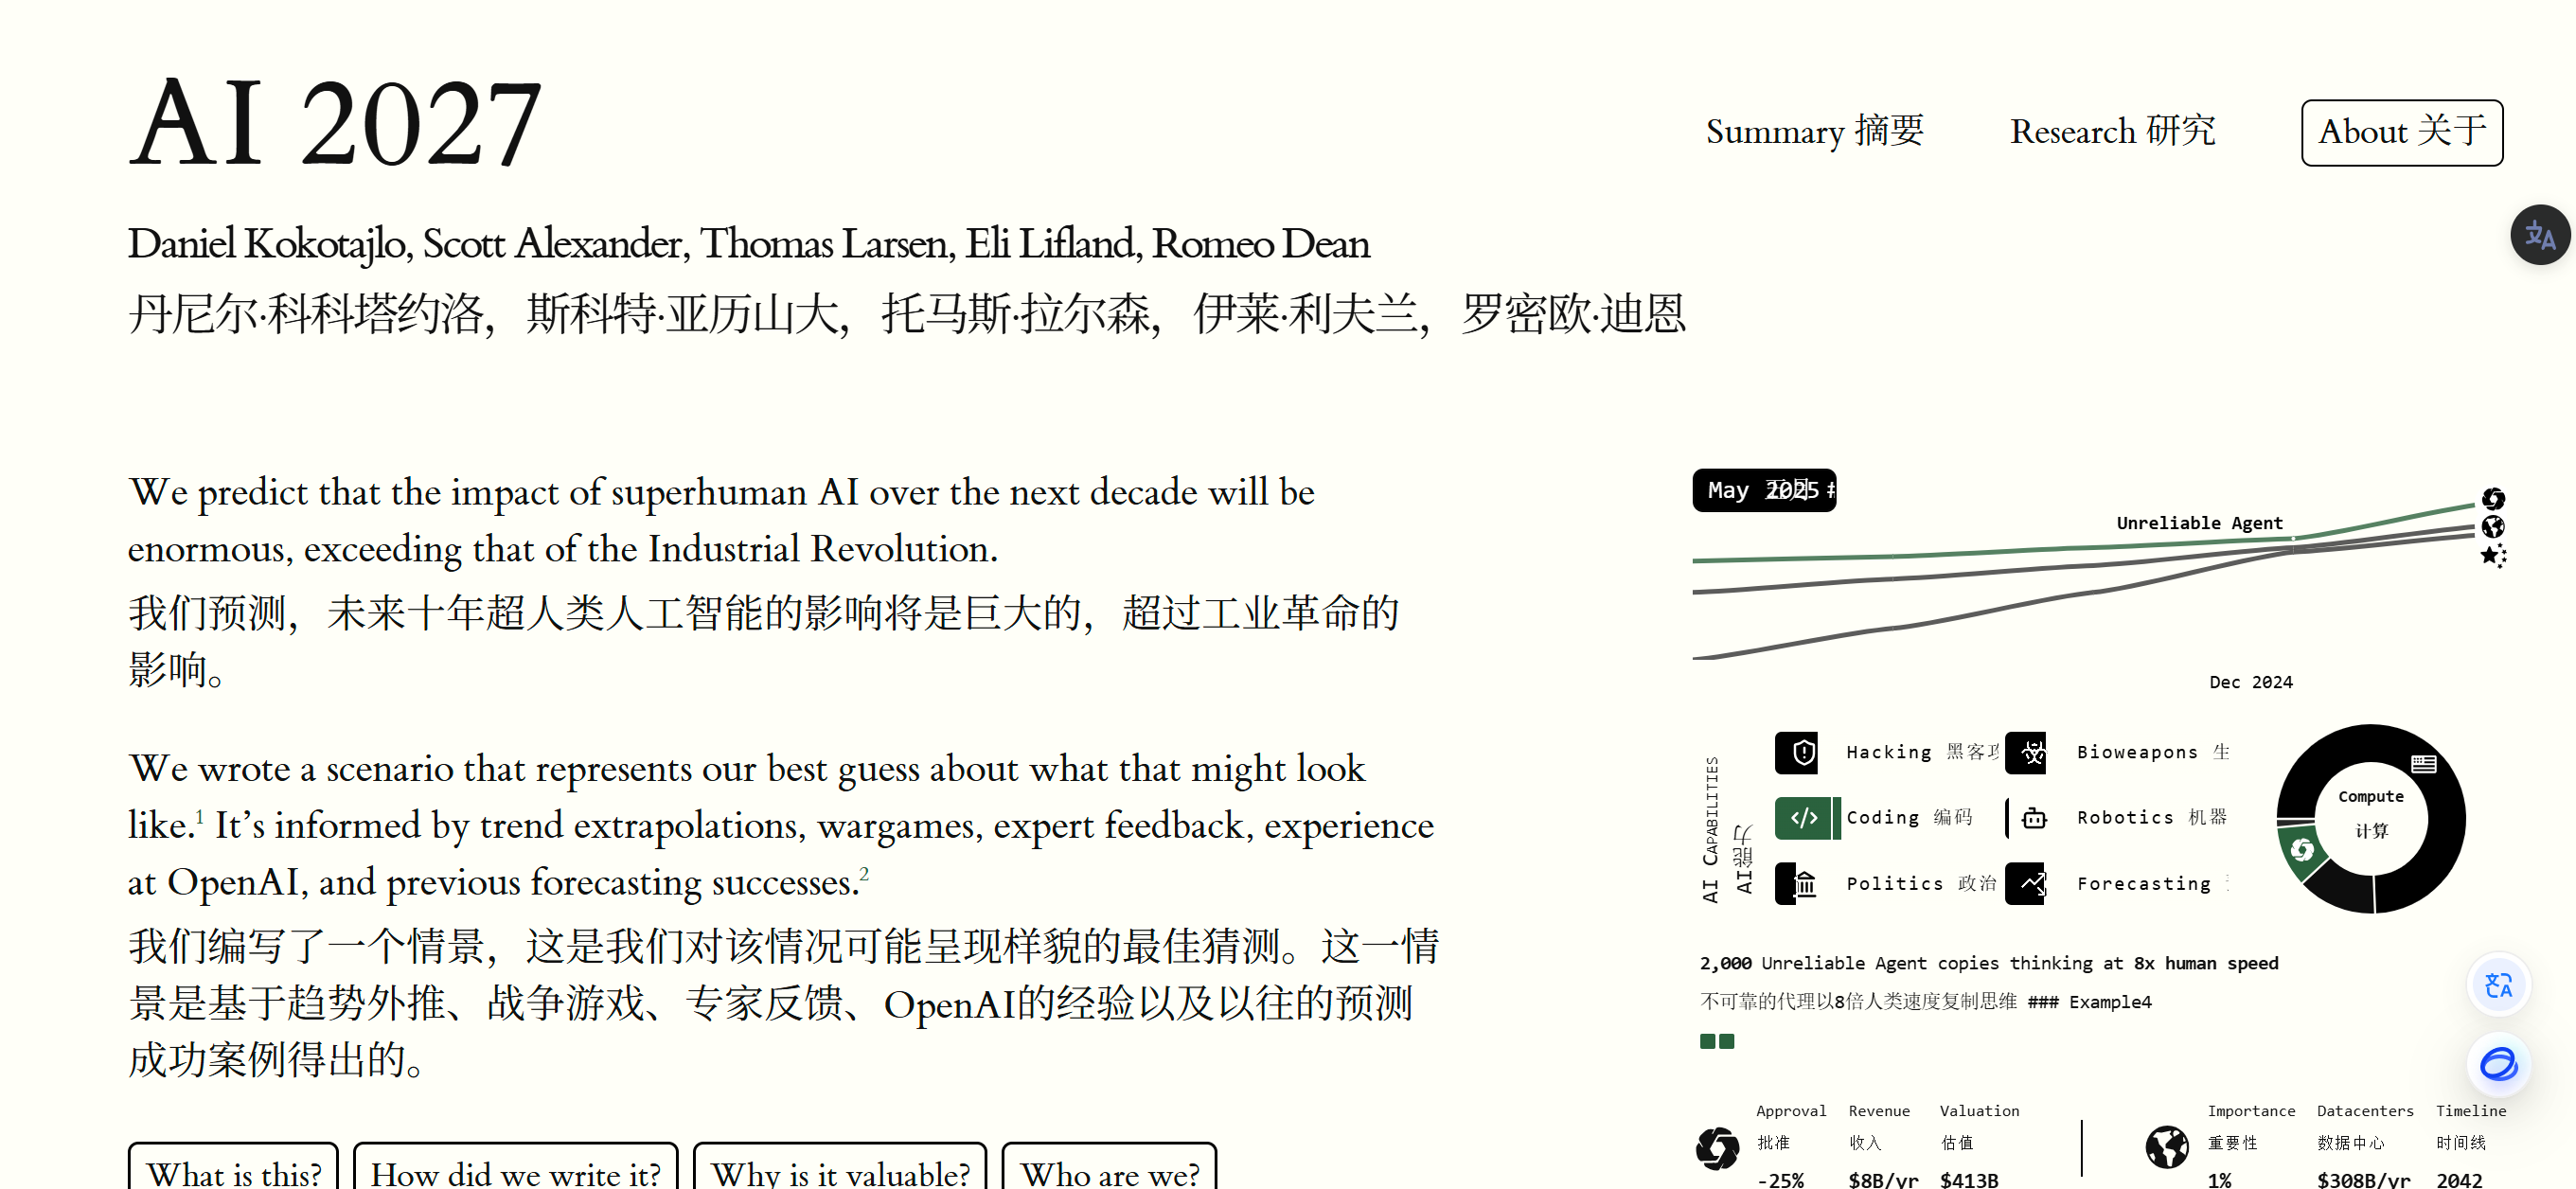 AI 2027
Summary 摘要
Research 研究
About 关于
Daniel Kokotajlo, Scott Alexander, Thomas Larsen, Eli Lifland, Romeo Dean
丹尼尔·科科塔约洛，斯科特·亚历山大，托马斯·拉尔森，伊莱·利夫兰，罗密欧·迪恩
We predict that the impact of superhuman AI over the next decade will be
enormous, exceeding that of the Industrial Revolution.
我们预测，未来十年超人类人工智能的影响将是巨大的，超过工业革命的
影响。
We wrote a scenario that represents our best guess about what that might look
like.1 It’s informed by trend extrapolations, wargames, expert feedback, experience
at OpenAI, and previous forecasting successes.2
我们编写了一个情景，这是我们对该情况可能呈现样貌的最佳猜测。这一情
景是基于趋势外推、战争游戏、专家反馈、OpenAI的经验以及以往的预测
成功案例得出的。
What is this?
How did we write it?
Why is it valuable?
Who are we?
May 2025
Unreliable Agent
Dec 2024
AI Capabilities
AI能力
Hacking 黑客
Bioweapons 生
Coding 编码
Robotics 机器
Politics 政治
Forecasting
Compute
计算
2,000 Unreliable Agent copies thinking at 8x human speed
不可靠的代理以8倍人类速度复制思维 ### Example4
Approval Revenue Valuation
批准 收入 估值
-25% $8B/yr $413B
Importance Datacenters Timeline
重要性 数据中心 时间线
1% $308B/yr 2042